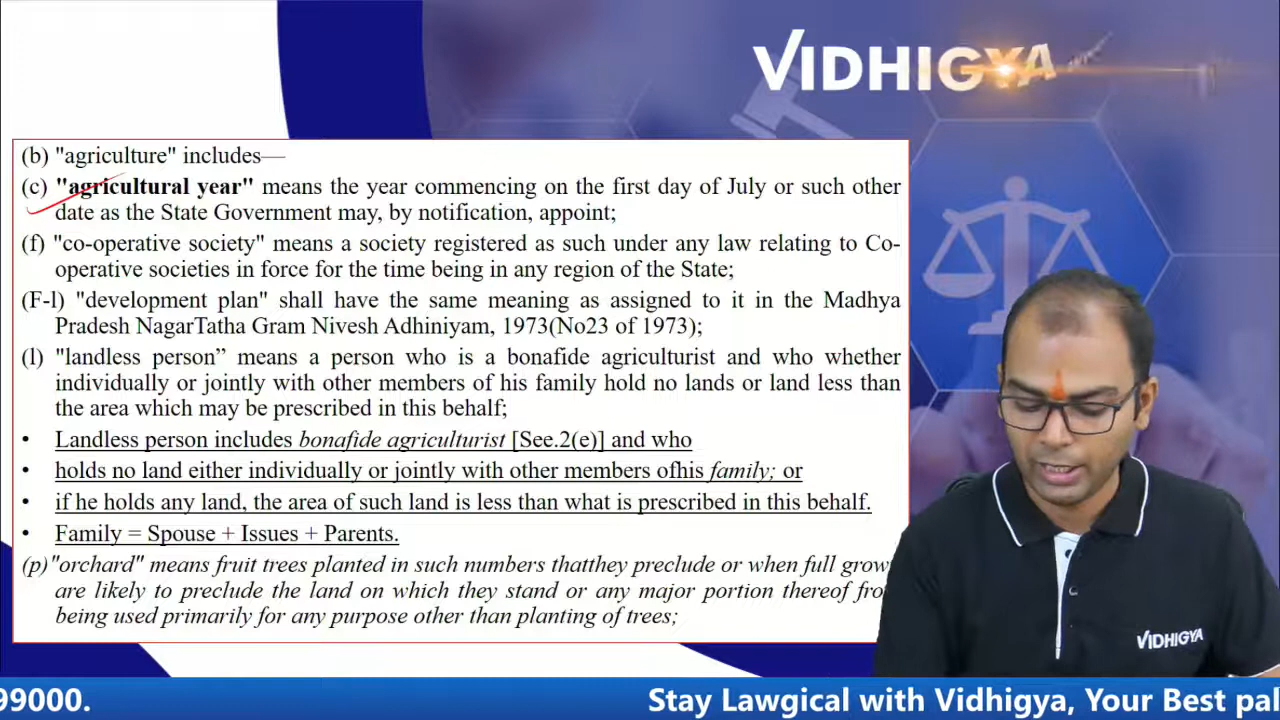 VIDHIGYA
(b) "agriculture" includes—
(c) "agricultural year" means the year commencing on the first day of July or such other
date as the State Government may, by notification, appoint;
(f) "co-operative society" means a society registered as such under any law relating to Co-
operative societies in force for the time being in any region of the State;
(F-l) "development plan" shall have the same meaning as assigned to it in the Madhya
Pradesh NagarTatha Gram Nivesh Adhiniyam, 1973(No23 of 1973);
(l) "landless person” means a person who is a bonafide agriculturist and who whether
individually or jointly with other members of his family hold no lands or land less than
the area which may be prescribed in this behalf;
• Landless person includes bonafide agriculturist [See.2(e)] and who
• holds no land either individually or jointly with other members ofhis family; or
• if he holds any land, the area of such land is less than what is prescribed in this behalf.
• Family = Spouse + Issues + Parents.
(p) "orchard" means fruit trees planted in such numbers thatthey preclude or when full grow
are likely to preclude the land on which they stand or any major portion thereof fro
being used primarily for any purpose other than planting of trees;
VIDHIGYA
99000. Stay Lawgical with Vidhigya, Your Best pal